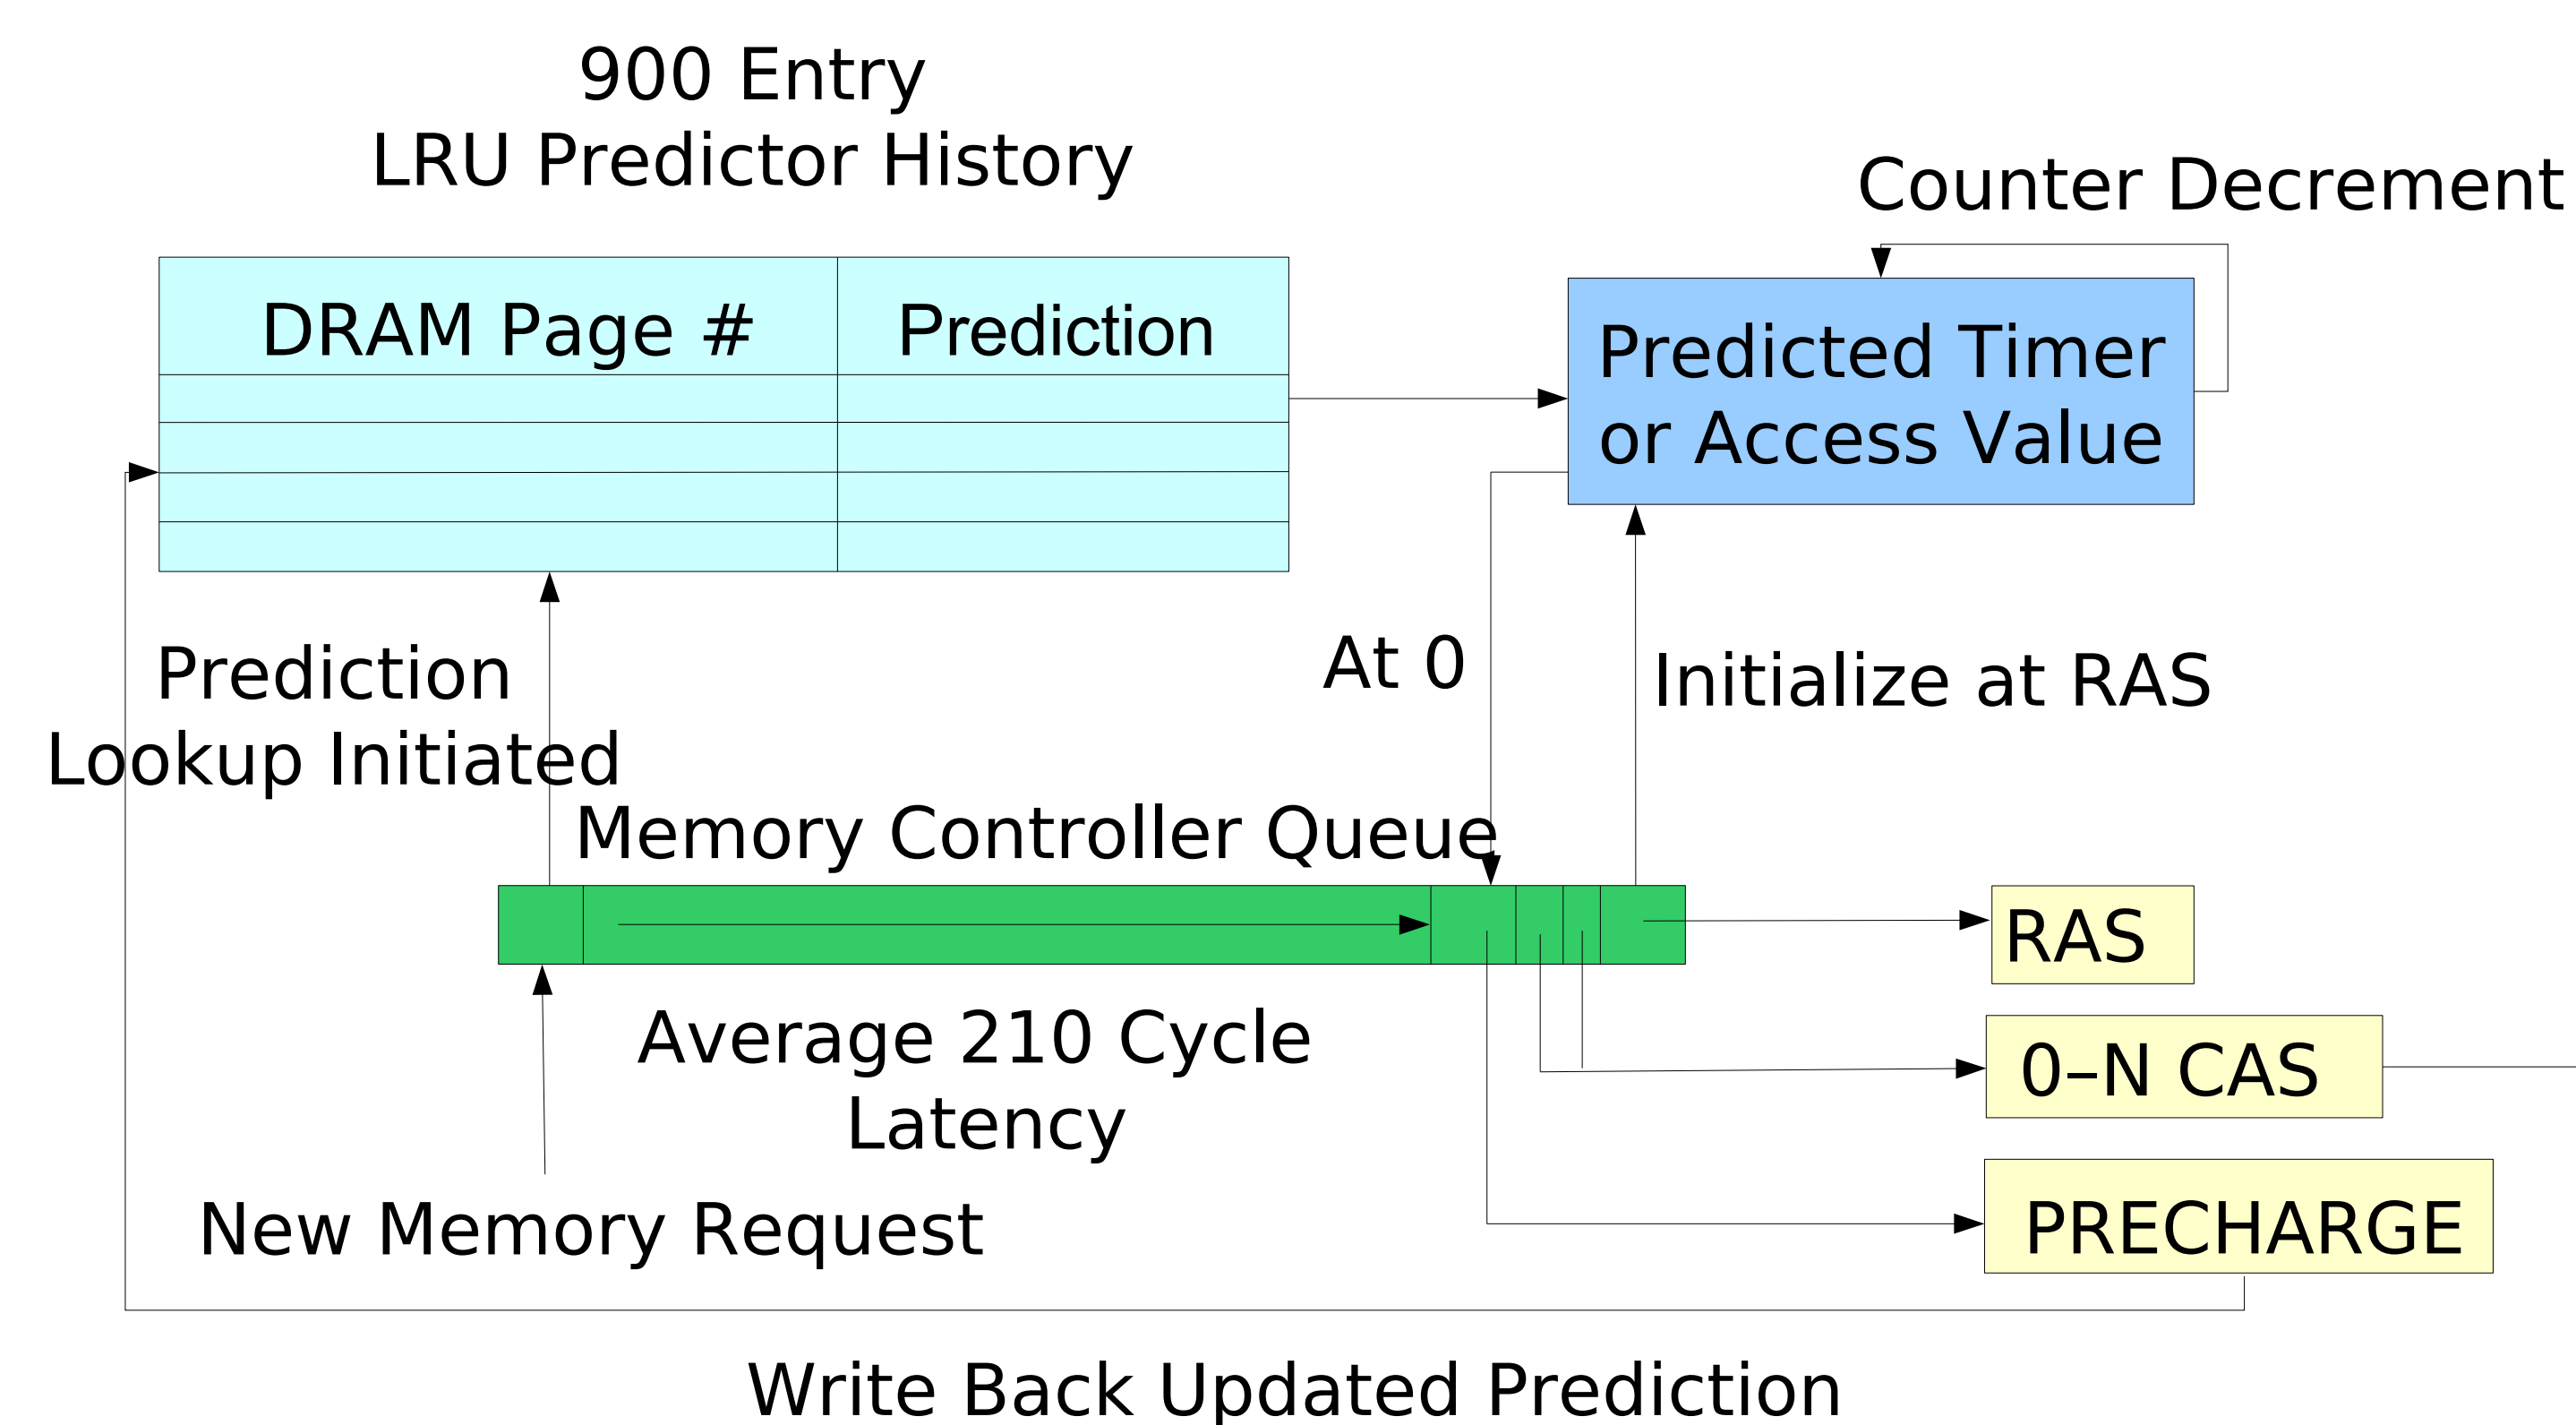 900 Entry
LRU Predictor History
Counter Decrement
DRAM Page #
Prediction
Predicted Timer
or Access Value
Prediction
Lookup Initiated
At 0
Initialize at RAS
Memory Controller Queue
RAS
Average 210 Cycle
Latency
0–N CAS
New Memory Request
PRECHARGE
Write Back Updated Prediction